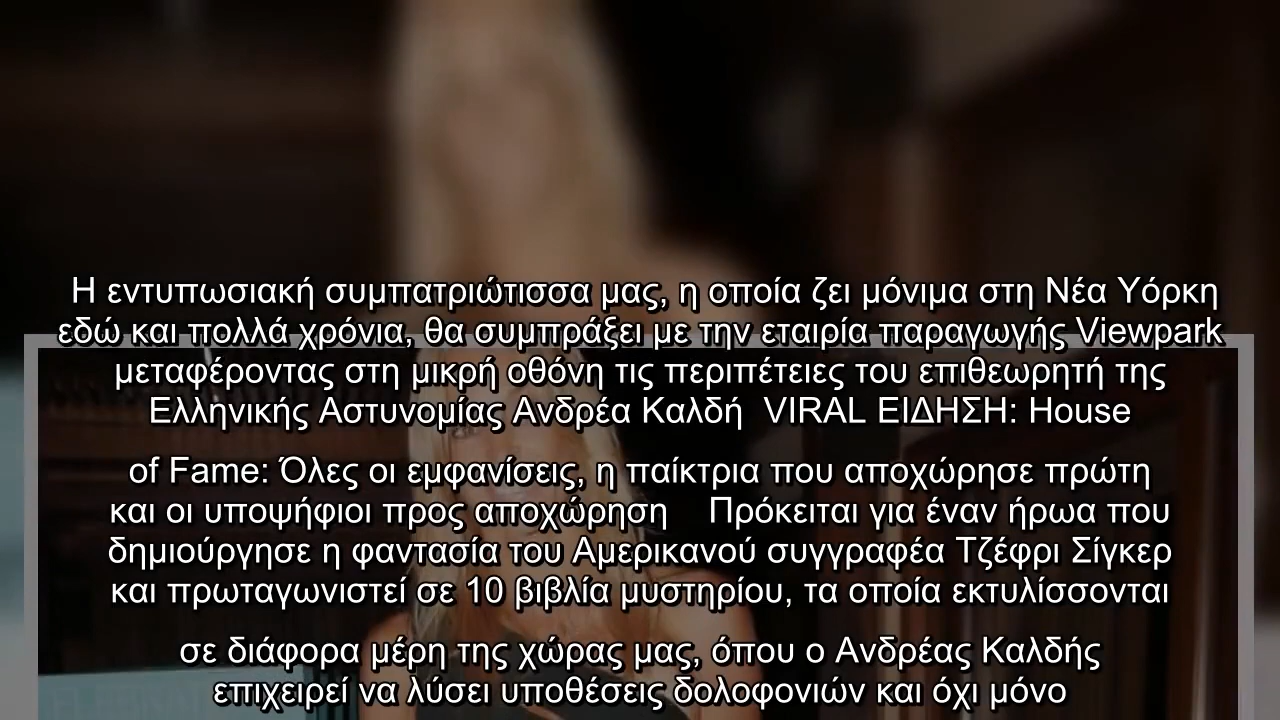 Η εντυπωσιακή συμπατριώτισσα μας, η οποία ζει μόνιμα στη Νέα Υόρκη
εδώ και πολλά χρόνια, θα συμπράξει με την εταιρία παραγωγής Viewpark
μεταφέροντας στη μικρή οθόνη τις περιπέτειες του επιθεωρητή της
Ελληνικής Αστυνομίας Ανδρέα Καλδή  VIRAL ΕΙΔΗΣΗ: House
of Fame: Όλες οι εμφανίσεις, η παίκτρια που αποχώρησε πρώτη
και οι υποψήφιοι προς αποχώρηση    Πρόκειται για έναν ήρωα που
δημιούργησε η φαντασία του Αμερικανού συγγραφέα Τζέφρι Σίγκερ
και πρωταγωνιστεί σε 10 βιβλία μυστηρίου, τα οποία εκτυλίσσονται
σε διάφορα μέρη της χώρας μας, όπου ο Ανδρέας Καλδής
επιχειρεί να λύσει υποθέσεις δολοφονιών και όχι μόνο